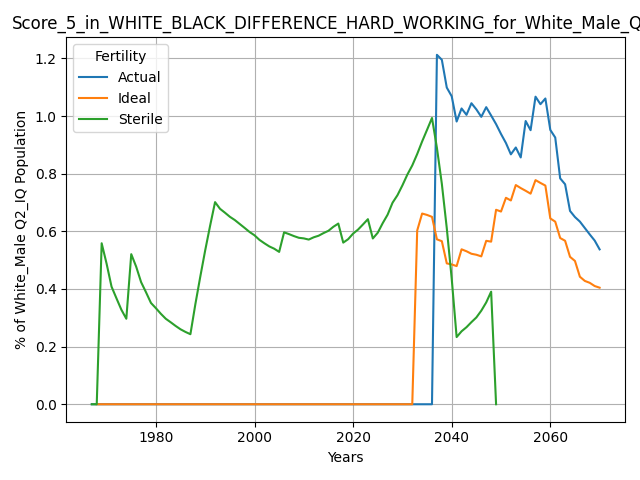 Score_5_in_WHITE_BLACK_DIFFERENCE_HARD_WORKING_for_White_Male_Q
Fertility
Actual
Ideal
Sterile
% of White_Male Q2_IQ Population
1.2
1.0
0.8
0.6
0.4
0.2
0.0
1980 2000 2020 2040 2060
Years